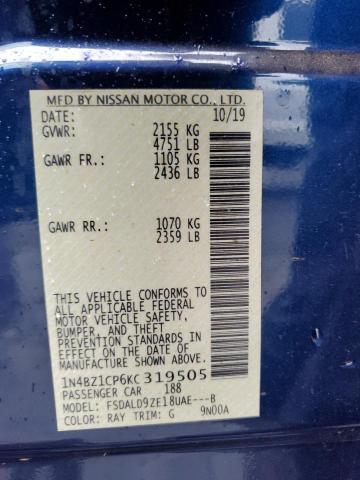 MFD BY NISSAN MOTOR CO., LTD.
DATE: 10/19
GVWR: 2155 KG
4751 LB
GAWR FR.: 1105 KG
2436 LB
GAWR RR.: 1070 KG
2359 LB
THIS VEHICLE CONFORMS TO
ALL APPLICABLE FEDERAL
MOTOR VEHICLE SAFETY,
BUMPER, AND THEFT
PREVENTION STANDARDS
IN EFFECT ON THE DATE OF
MANUFACTURE SHOWN ABOVE.
1N4BZ1CP6KC 319505
PASSENGER CAR 188
MODEL: FSDALD9ZE18UAE---B
COLOR: RAY TRIM: G 9N00A